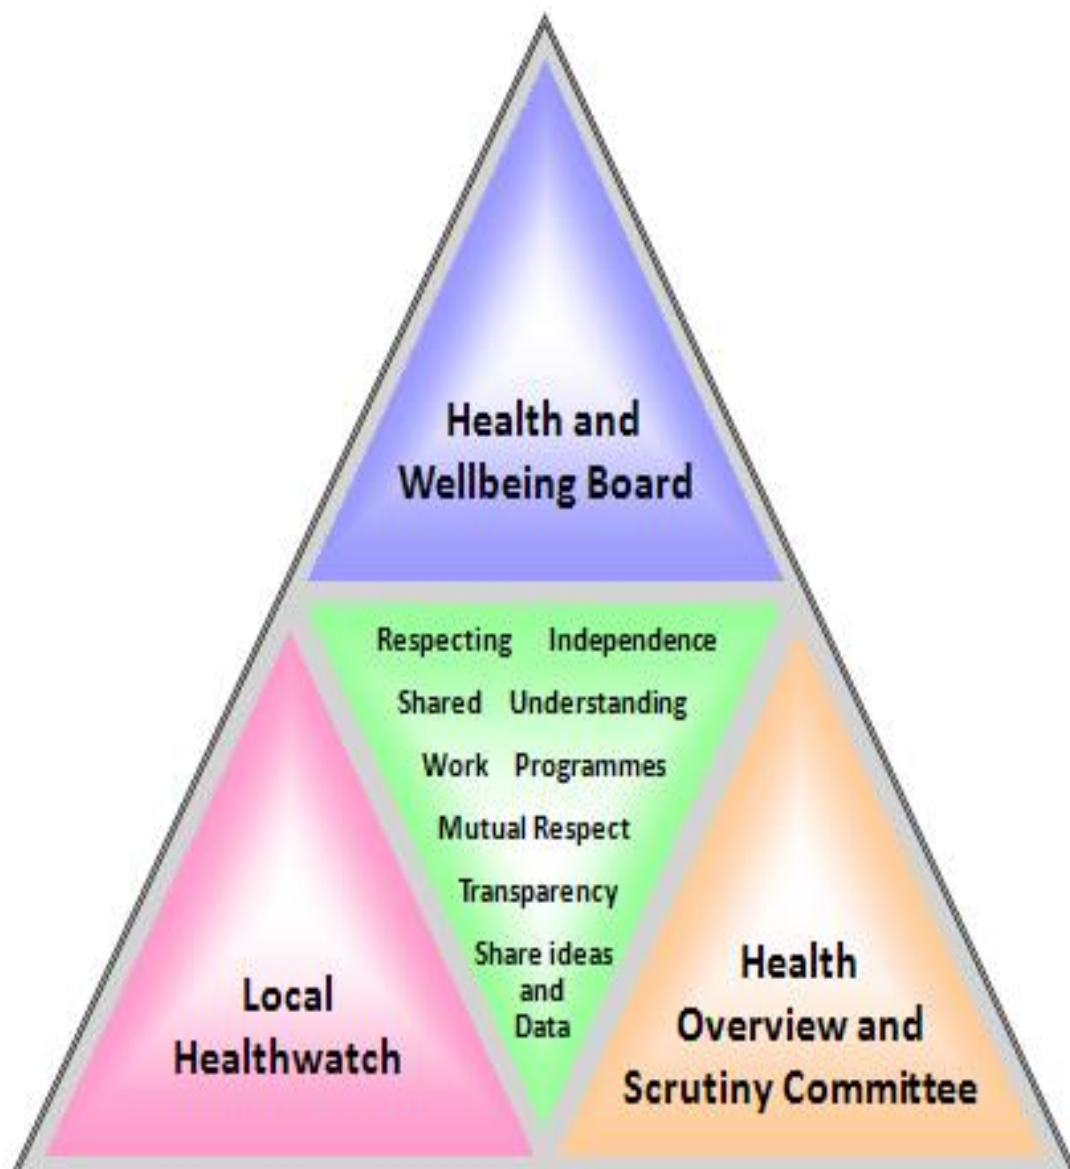 Health and
Wellbeing Board
Respecting Independence
Shared Understanding
Work Programmes
Mutual Respect
Transparency
Share ideas
and
Data
Local
Healthwatch
Health
Overview and
Scrutiny Committee